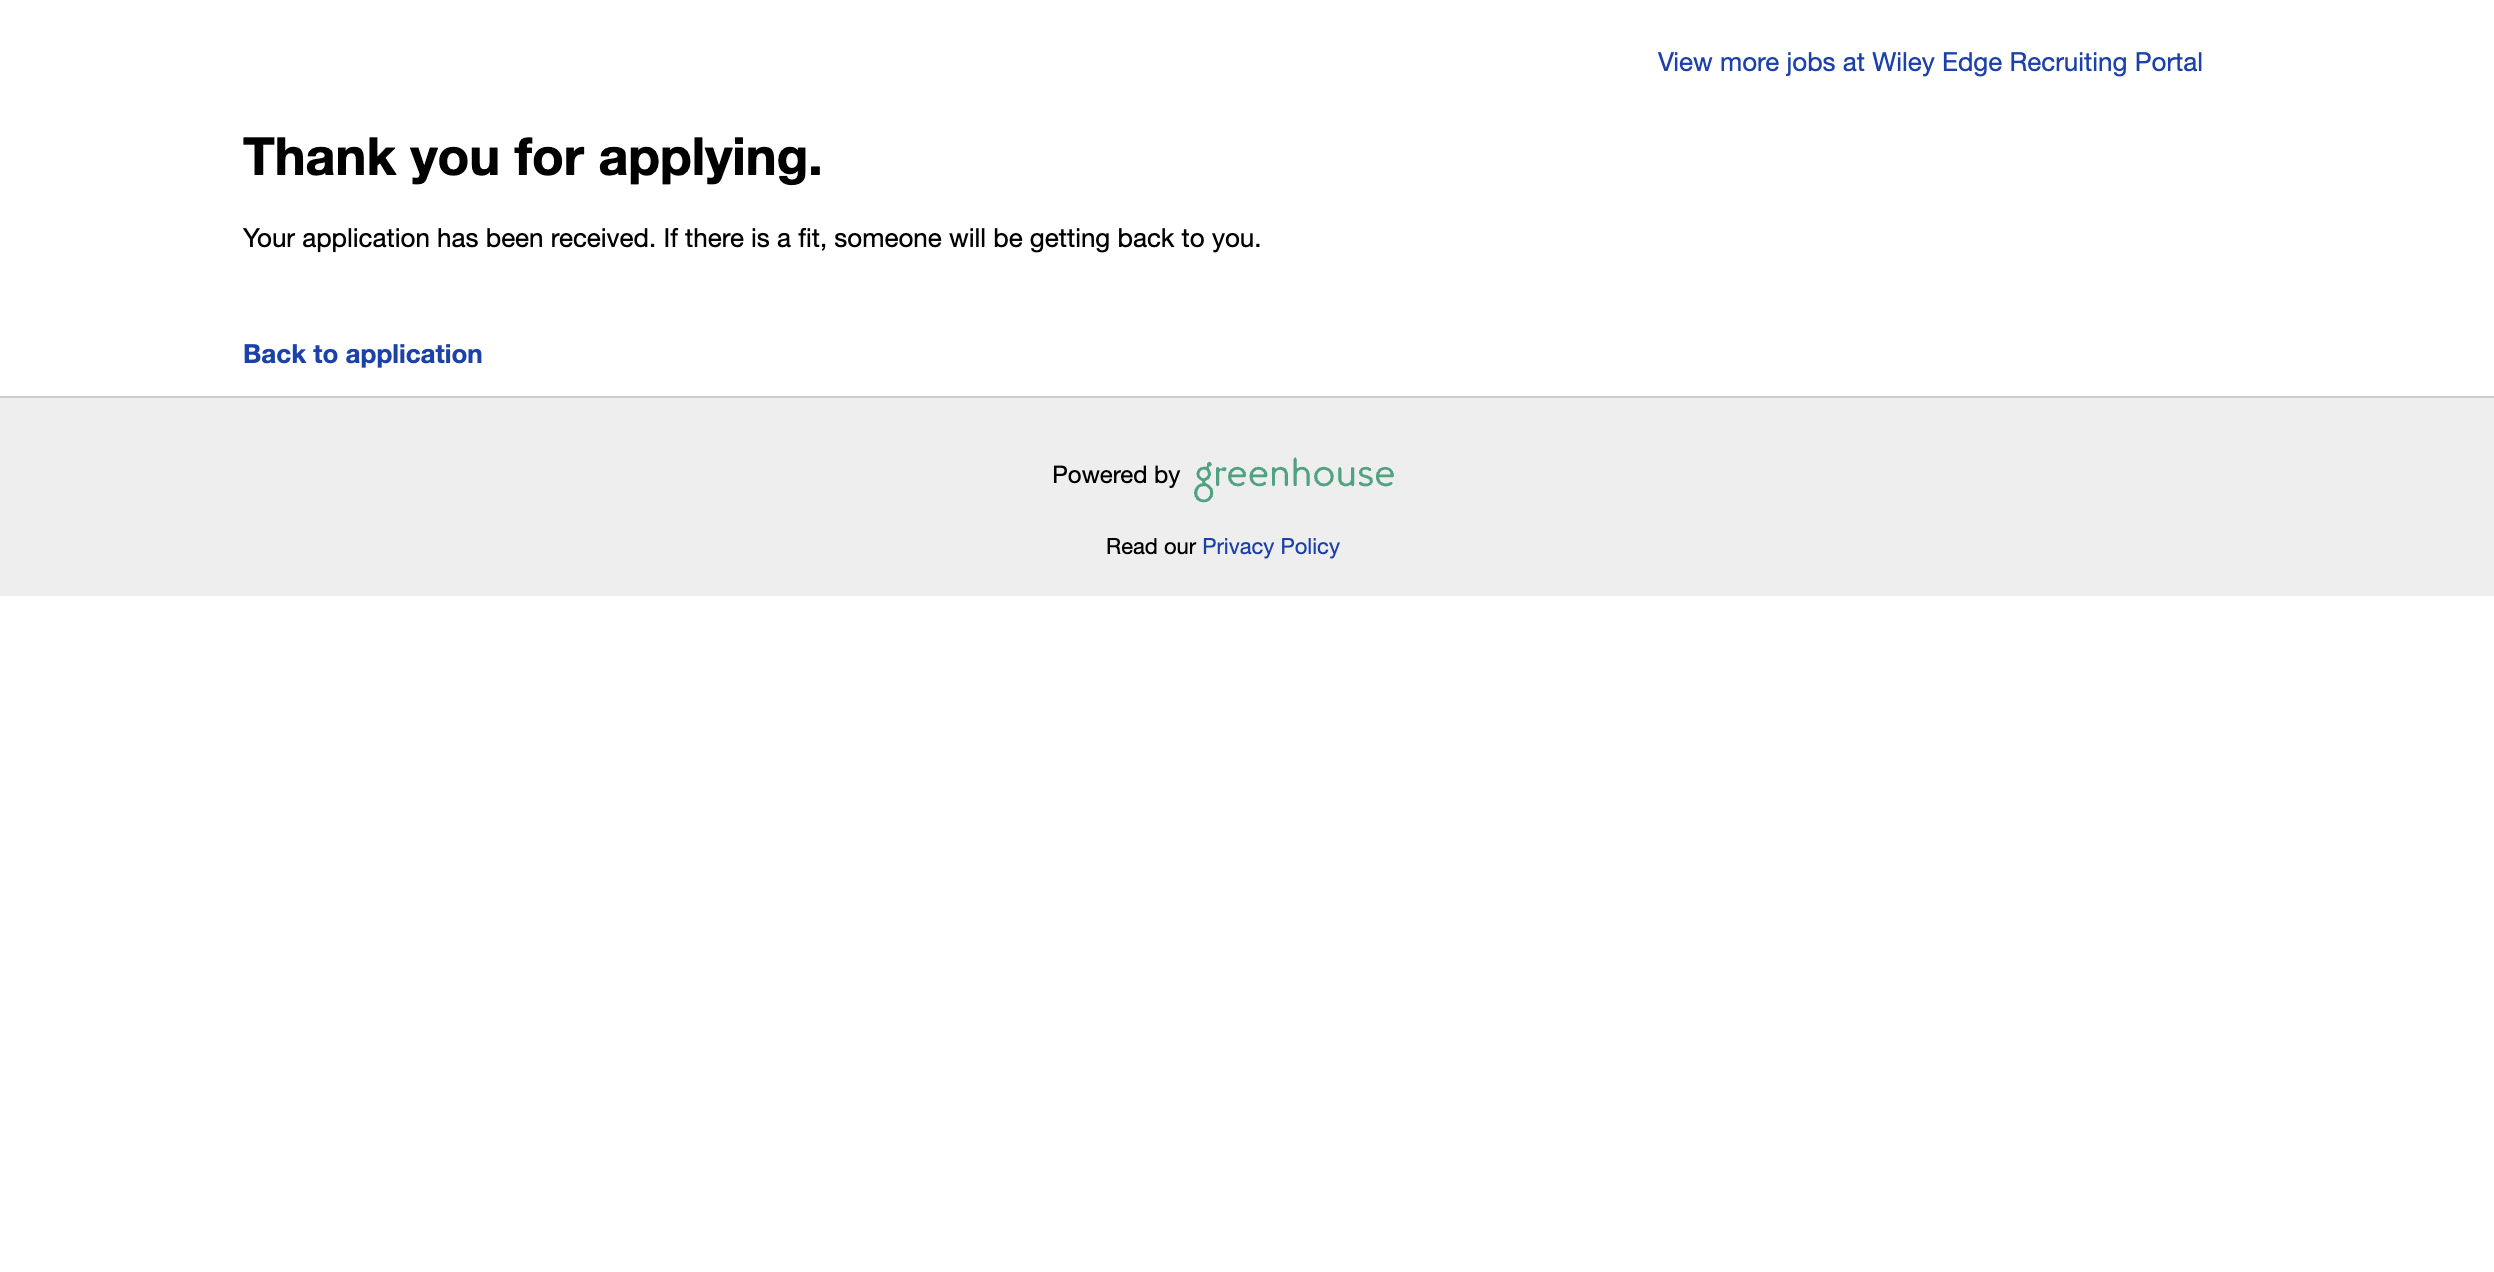 View more jobs at Wiley Edge Recruiting Portal
Thank you for applying.
Your application has been received. If there is a fit, someone will be getting back to you.
Back to application
Powered by greenhouse
Read our Privacy Policy